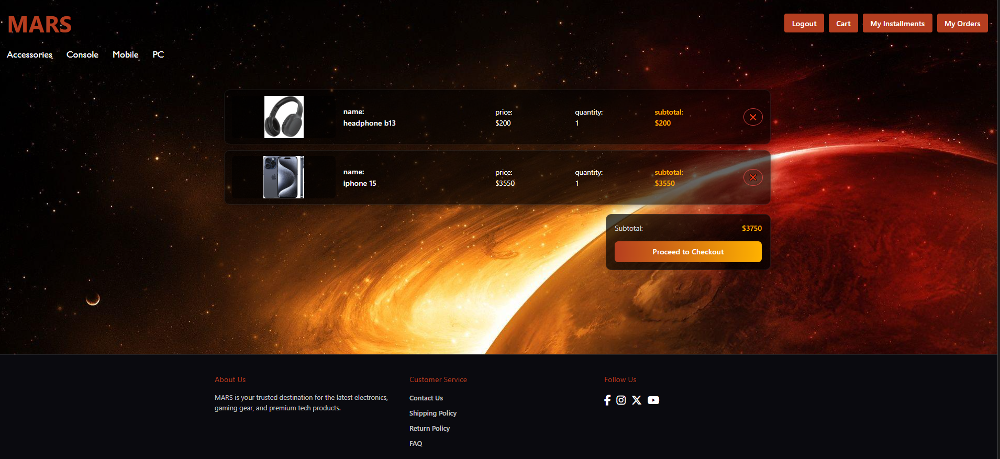 MARS
Logout
Cart
My Installments
My Orders
Accessories
Console
Mobile
PC
name:
headphone b13
price:
$200
quantity:
1
subtotal:
$200
name:
iphone 15
price:
$3550
quantity:
1
subtotal:
$3550
Subtotal:
$3750
Proceed to Checkout
About Us
MARS is your trusted destination for the latest electronics,
gaming gear, and premium tech products.
Customer Service
Contact Us
Shipping Policy
Return Policy
FAQ
Follow Us